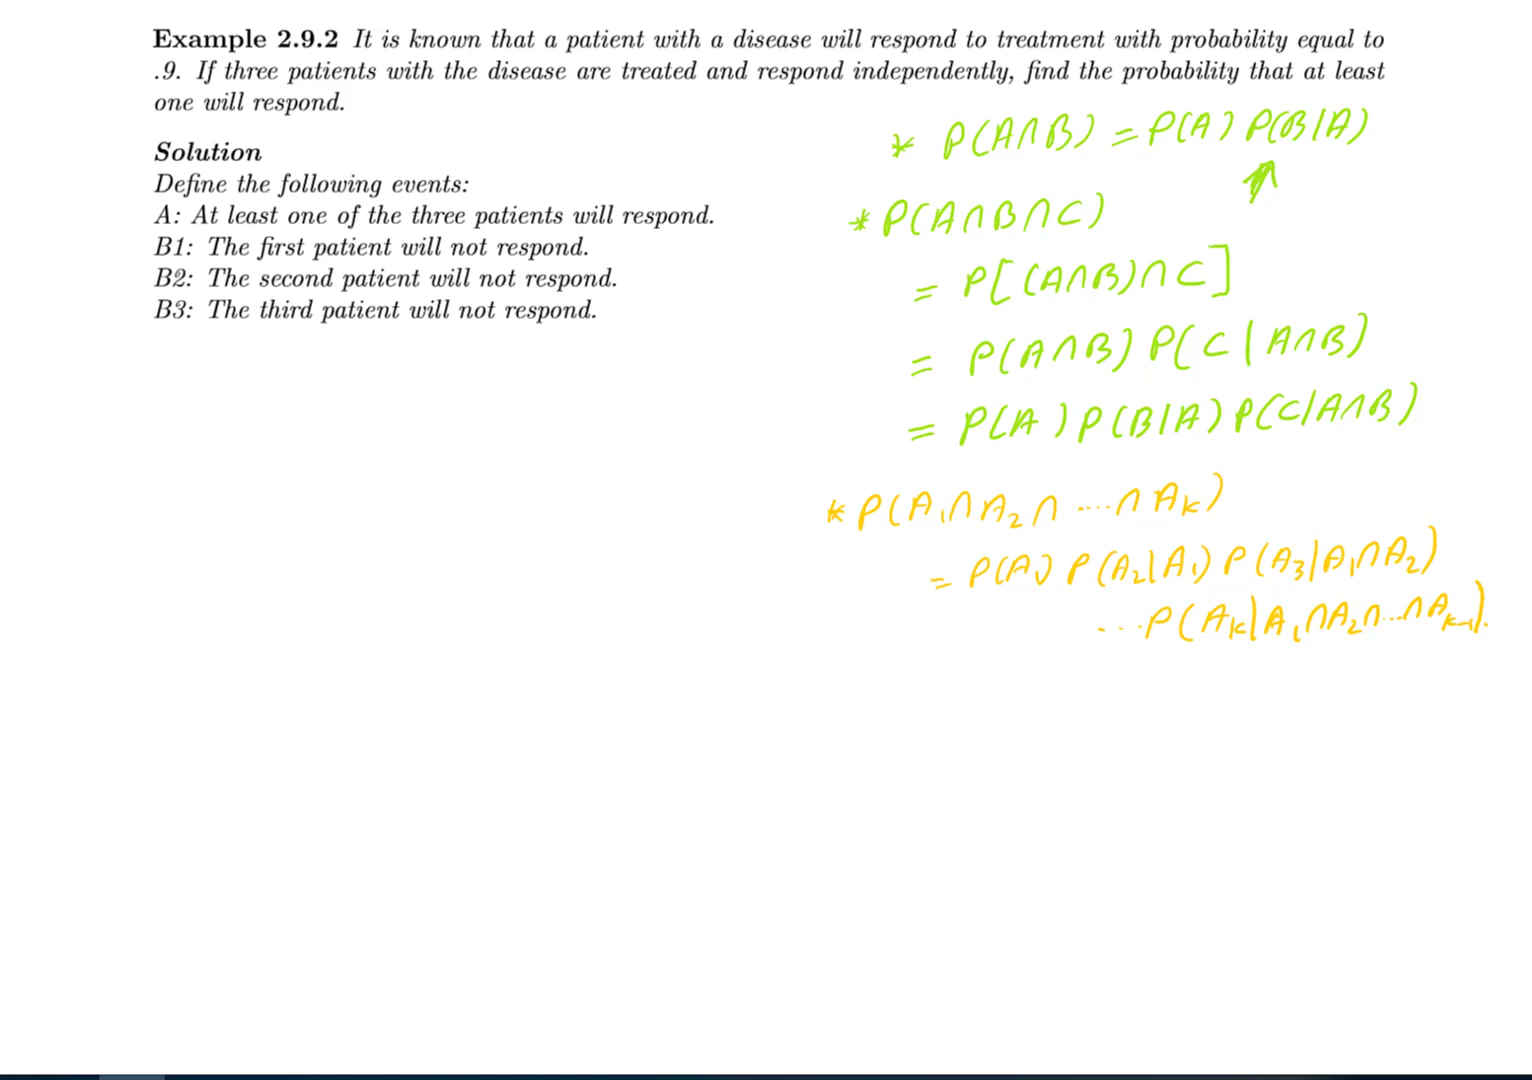 Example 2.9.2 It is known that a patient with a disease will respond to treatment with probability equal to
.9. If three patients with the disease are treated and respond independently, find the probability that at least
one will respond.
Solution
Define the following events:
A: At least one of the three patients will respond.
B1: The first patient will not respond.
B2: The second patient will not respond.
B3: The third patient will not respond.
* P(A∩B) = P(A) P(B|A)
* P(A∩B∩C)
= P[(A∩B)∩C]
= P(A∩B) P(C|A∩B)
= P(A) P(B|A) P(C|A∩B)
* P(A₁∩A₂∩....∩Aₖ)
= P(A₁) P(A₂|A₁) P(A₃|A₁∩A₂)
...P(Aₖ|A₁∩A₂∩...∩Aₖ₋₁).